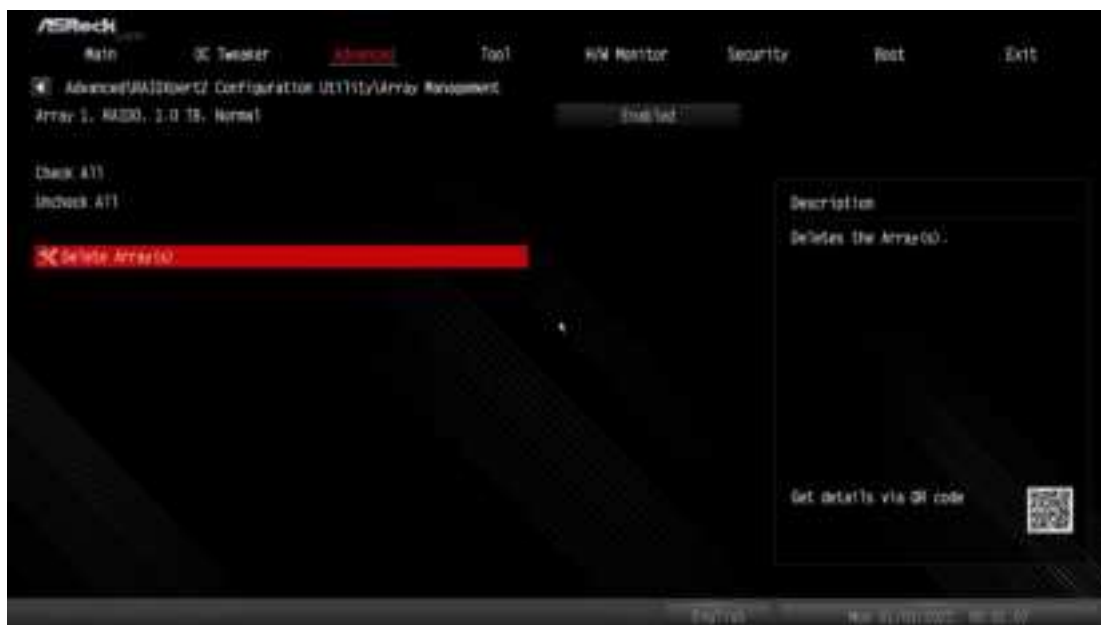 ASRock
Main OC Tweaker Advanced Tool H/W Monitor Security Boot Exit
Advanced\RAIDXpert2 Configuration Utility\Array Management
Array 1, RAID0, 1.0 TB, Normal Enabled
Check All
Uncheck All
Description
Deletes the Array(s).
Delete Array(s)
Get details via QR code
English